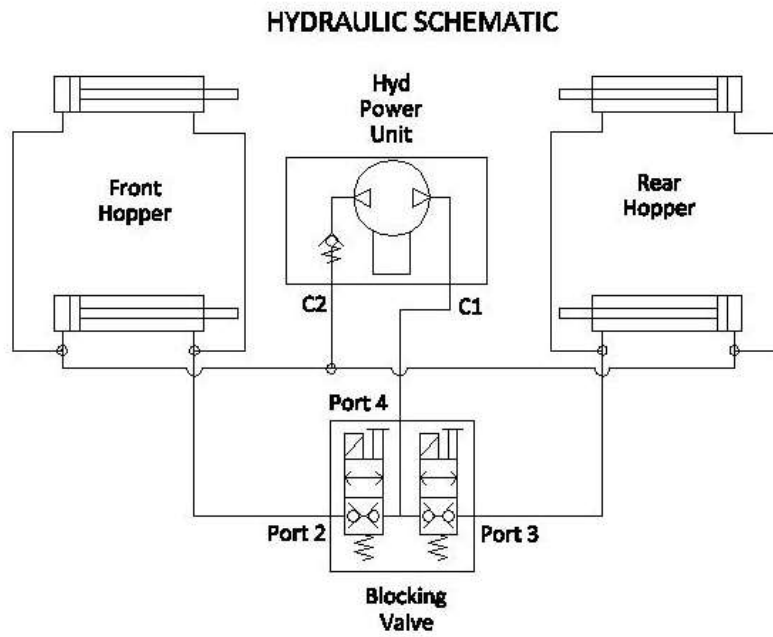 HYDRAULIC SCHEMATIC
Hyd
Power
Unit
Front
Hopper
Rear
Hopper
C2
C1
Port 4
Port 2
Port 3
Blocking
Valve